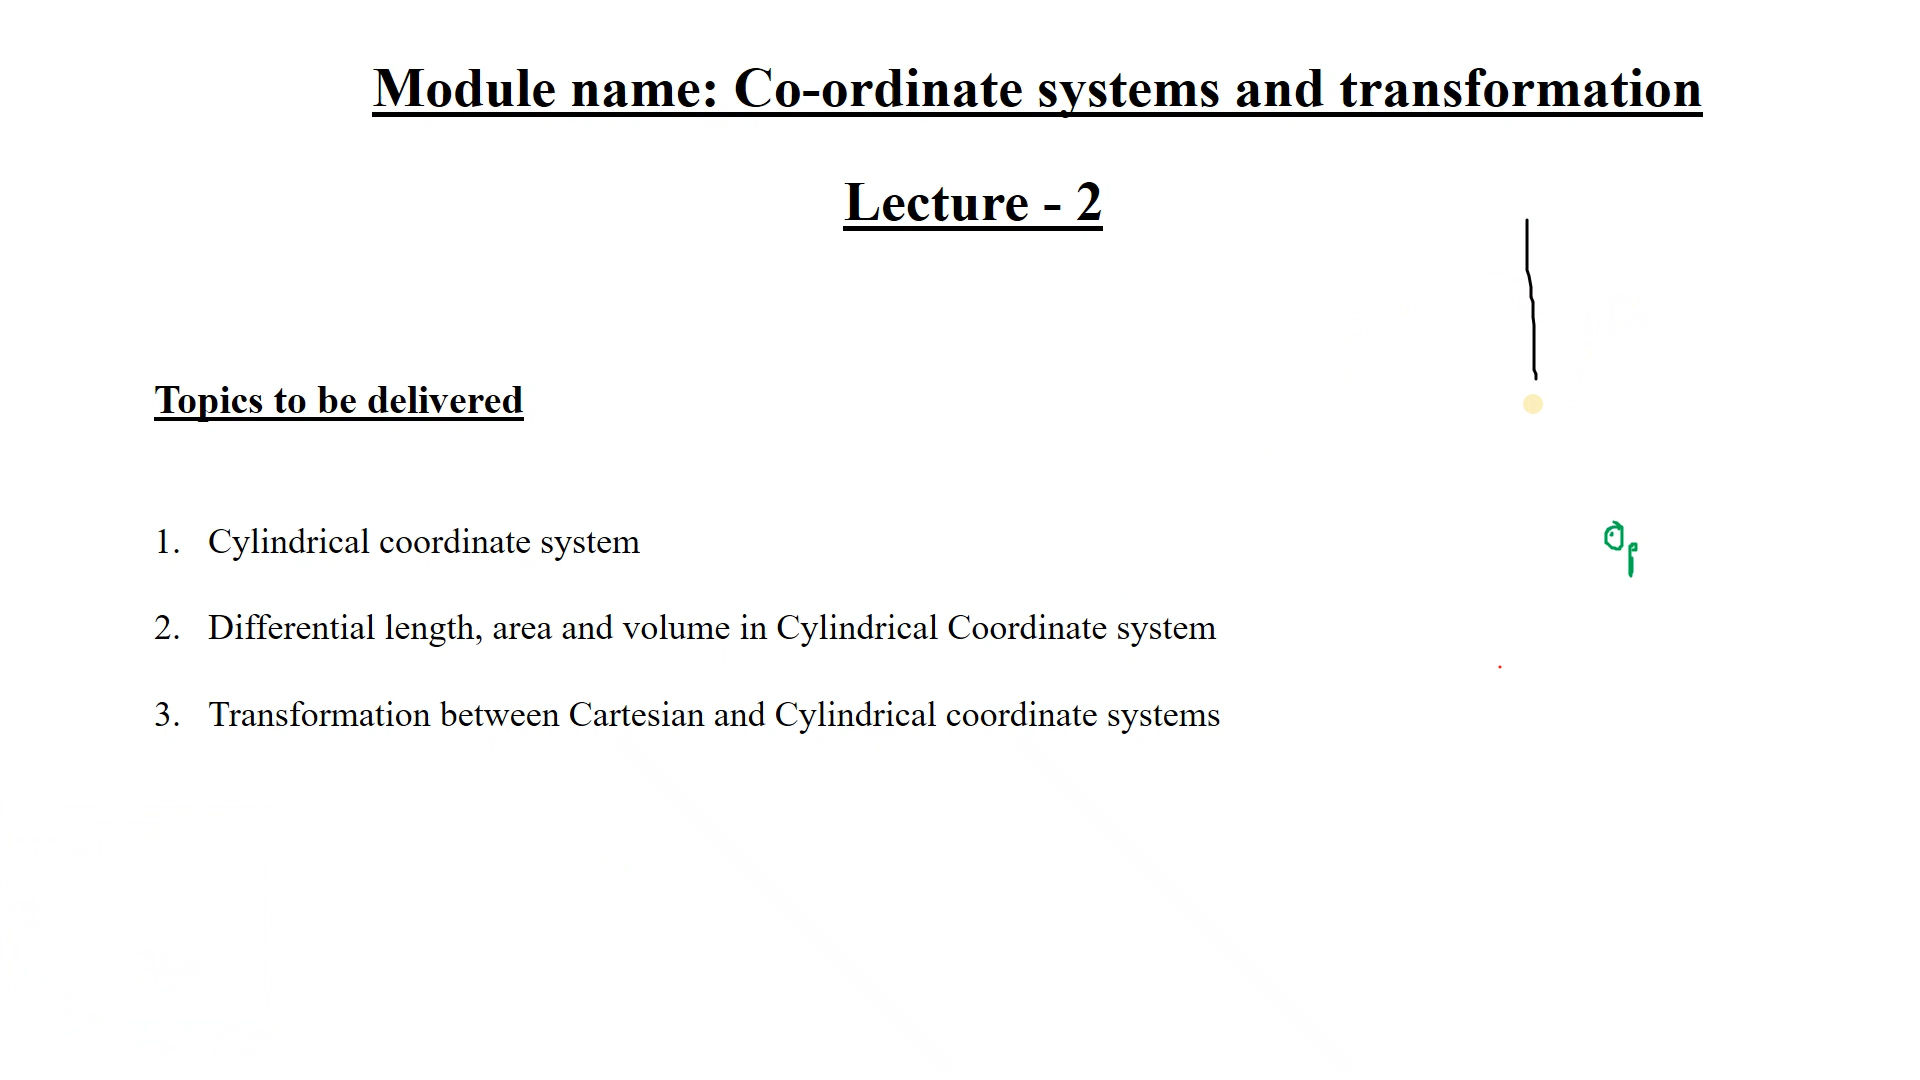 Module name: Co-ordinate systems and transformation
Lecture - 2
Topics to be delivered
1. Cylindrical coordinate system
2. Differential length, area and volume in Cylindrical Coordinate system
3. Transformation between Cartesian and Cylindrical coordinate systems